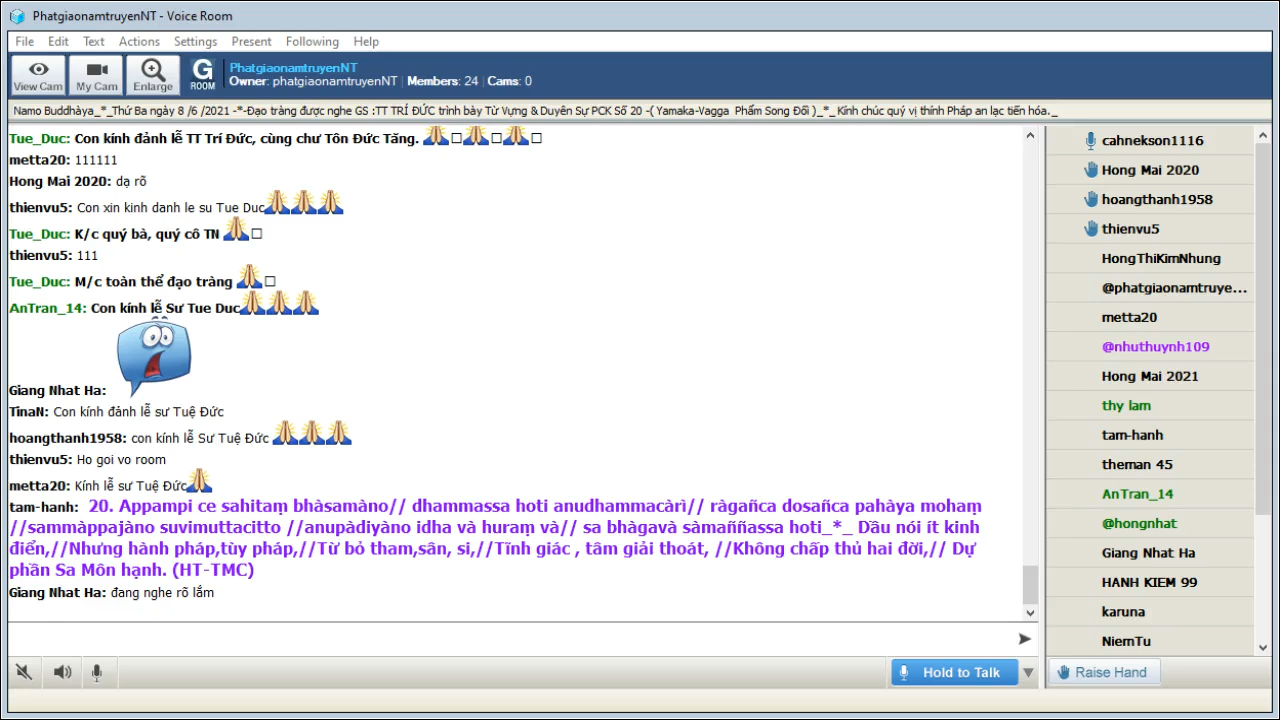 PhatgiaonamtruyenNT - Voice Room
File Edit Text Actions Settings Present Following Help
View Cam
My Cam
Enlarge
G ROOM
PhatgiaonamtruyenNT
Owner: phatgiaonamtruyenNT | Members: 24 | Cams: 0
Namo Buddhàya_*_Thứ Ba ngày 8 /6 /2021 -*-Đạo tràng được nghe GS :TT TRÍ ĐỨC trình bày Từ Vựng & Duyên Sự PCK Số 20 -( Yamaka-Vagga Phẩm Song Đối )_*_ Kính chúc quý vị thính Pháp an lạc tiến hóa._
Tue_Duc: Con kính đảnh lễ TT Trí Đức, cùng chư Tôn Đức Tăng. 🙏□🙏□🙏□
metta20: 111111
Hong Mai 2020: dạ rõ
thienvu5: Con xin kinh danh le su Tue Duc🙏🙏🙏
Tue_Duc: K/c quý bà, quý cô TN 🙏□
thienvu5: 111
Tue_Duc: M/c toàn thể đạo tràng 🙏□
AnTran_14: Con kính lễ Sư Tue Duc🙏🙏🙏
Giang Nhat Ha:
TinaN: Con kính đảnh lễ sư Tuệ Đức
hoangthanh1958: con kính lễ Sư Tuệ Đức 🙏🙏🙏
thienvu5: Ho goi vo room
metta20: Kính lễ sư Tuệ Đức🙏
tam-hanh: 20. Appampi ce sahitaṃ bhàsamàno// dhammassa hoti anudhammacàrì// ràgañca dosañca pahàya mohaṃ
//sammàppajàno suvimuttacitto //anupàdiyàno idha và huraṃ và// sa bhàgavà sàmaññassa hoti_*_ Dầu nói ít kinh
điển,//Nhưng hành pháp,tùy pháp,//Từ bỏ tham,sân, si,//Tĩnh giác , tâm giải thoát, //Không chấp thủ hai đời,// Dự
phần Sa Môn hạnh. (HT-TMC)
Giang Nhat Ha: đang nghe rõ lắm
Hold to Talk
cahnekson1116
Hong Mai 2020
hoangthanh1958
thienvu5
HongThiKimNhung
@phatgiaonamtruye...
metta20
@nhuthuynh109
Hong Mai 2021
thy lam
tam-hanh
theman 45
AnTran_14
@hongnhat
Giang Nhat Ha
HANH KIEM 99
karuna
NiemTu
Raise Hand